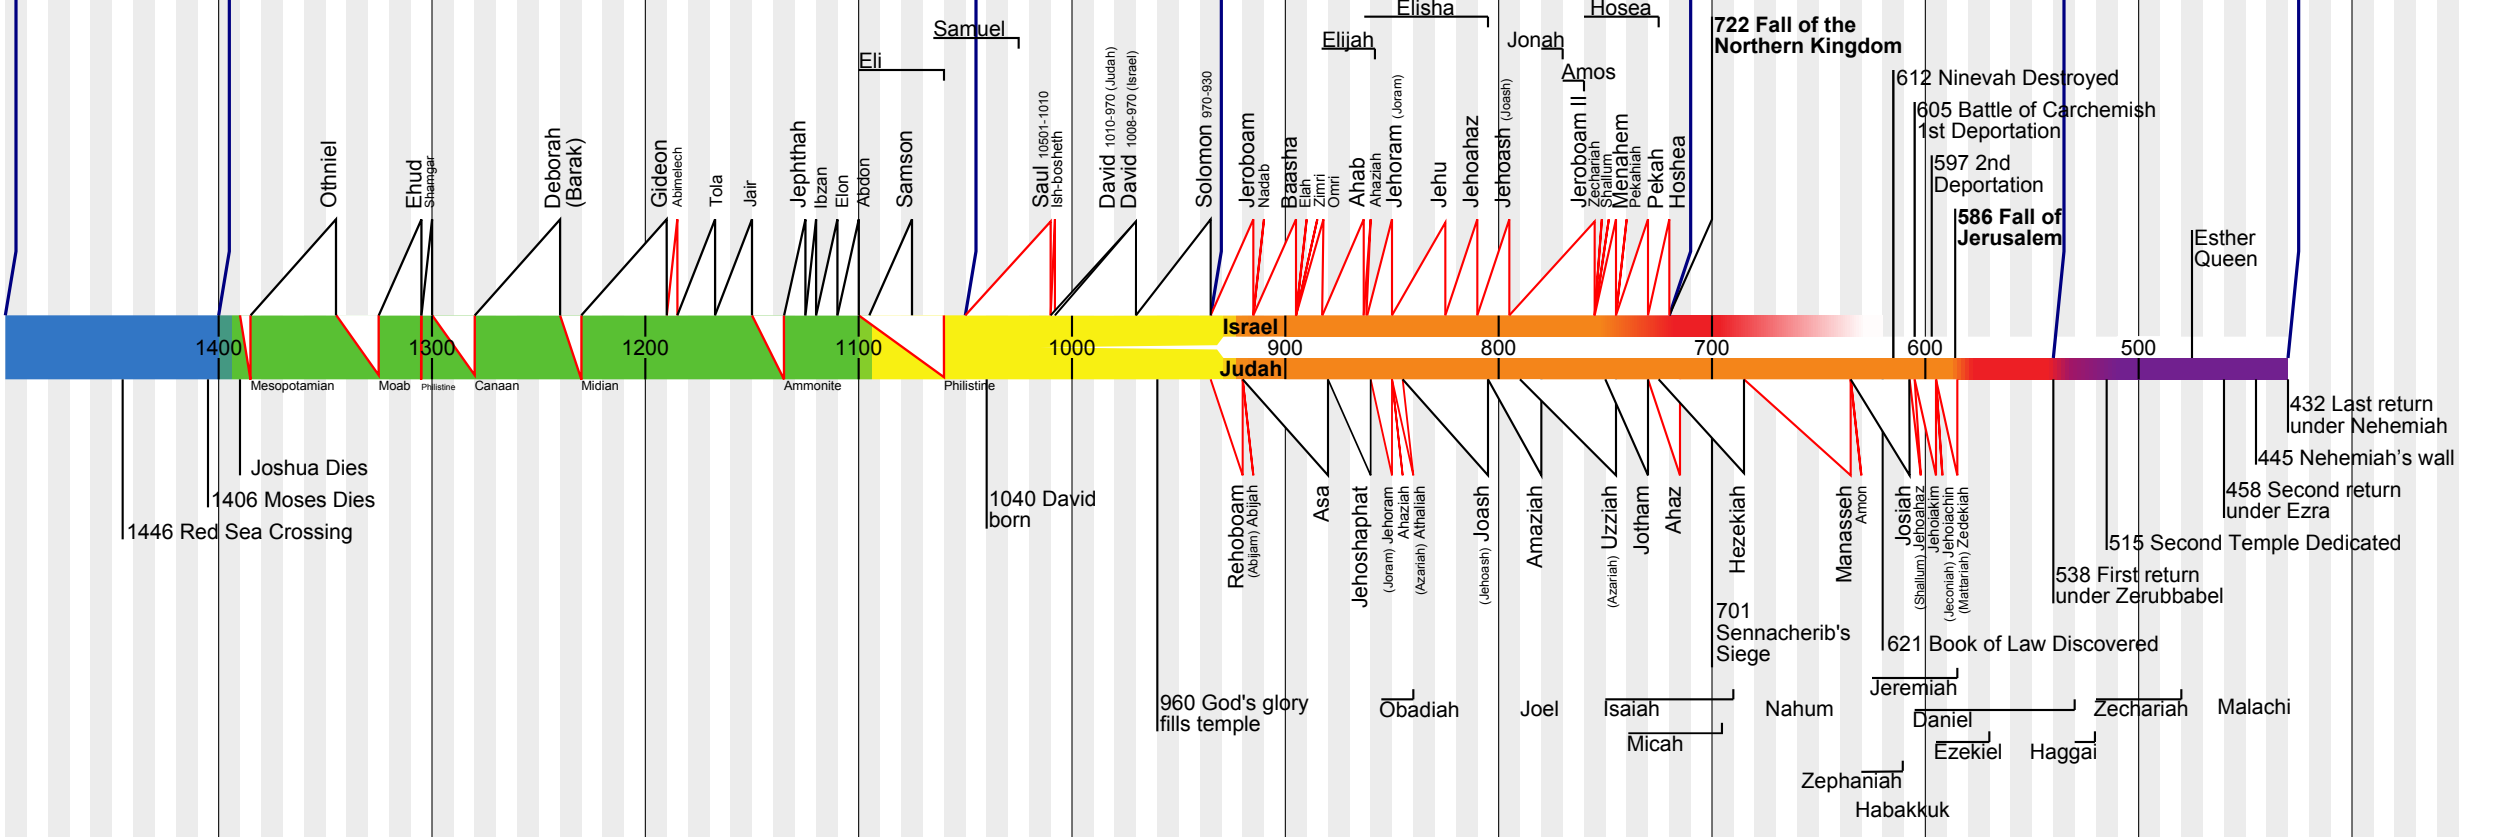 Elisha
Hosea
Samuel
Elijah
Jonah
722 Fall of the
Northern Kingdom
Eli
Amos
612 Ninevah Destroyed
605 Battle of Carchemish
1st Deportation
597 2nd
Deportation
586 Fall of
Jerusalem
Esther
Queen
Othniel
Ehud
Shamgar
Deborah
(Barak)
Gideon
Abimelech
Tola
Jair
Jephthah
Ibzan
Elon
Abdon
Samson
Saul 10501-1010
Ish-bosheth
David 1010-970 (Judah)
David 1008-970 (Israel)
Solomon 970-930
Jeroboam
Nadab
Baasha
Elah
Zimri
Omri
Ahab
Ahaziah
Jehoram (Joram)
Jehu
Jehoahaz
Jehoash (Joash)
Jeroboam II
Zechariah
Shallum
Menahem
Pekahiah
Pekah
Hoshea
Israel
1400
1300
1200
1100
1000
900
800
700
600
500
Judah
Mesopotamian
Moab
Philistine
Canaan
Midian
Ammonite
Philistine
Joshua Dies
1406 Moses Dies
1446 Red Sea Crossing
1040 David
born
960 God's glory
fills temple
Rehoboam
(Abijam) Abijah
Asa
Jehoshaphat
(Joram) Jehoram
Ahaziah
(Azariah) Athaliah
(Jehoash) Joash
Amaziah
(Azariah) Uzziah
Jotham
Ahaz
Hezekiah
Manasseh
Amon
Josiah
(Shallum) Jehoahaz
Jehoiakim
(Jeconiah) Jehoiachin
(Mattariah) Zedekiah
432 Last return
under Nehemiah
445 Nehemiah's wall
458 Second return
under Ezra
515 Second Temple Dedicated
538 First return
under Zerubbabel
701
Sennacherib's
Siege
621 Book of Law Discovered
Obadiah
Joel
Isaiah
Micah
Nahum
Jeremiah
Daniel
Ezekiel
Zechariah
Haggai
Malachi
Zephaniah
Habakkuk